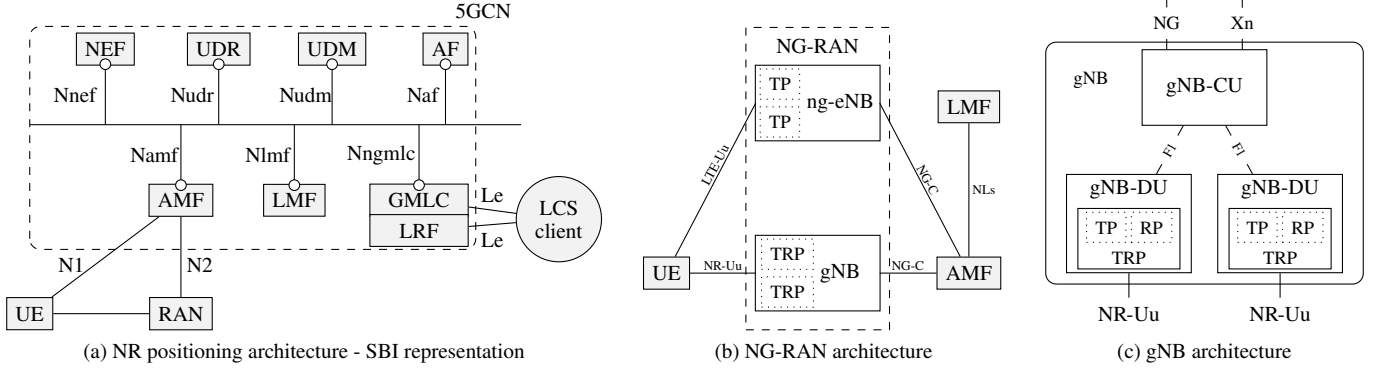 5GCN
NEF
UDR
UDM
AF
Nnef
Nudr
Nudm
Naf
Namf
Nlmf
Nngmlc
AMF
LMF
GMLC
LRF
Le
Le
LCS
client
N1
N2
UE
RAN
(a) NR positioning architecture - SBI representation
NG-RAN
TP
TP
ng-eNB
LMF
LTE-Uu
NG-C
NLs
TRP
TRP
gNB
UE
NR-Uu
NG-C
AMF
(b) NG-RAN architecture
NG
Xn
gNB
gNB-CU
F1
F1
gNB-DU
gNB-DU
TP
RP
TRP
TP
RP
TRP
NR-Uu
NR-Uu
(c) gNB architecture